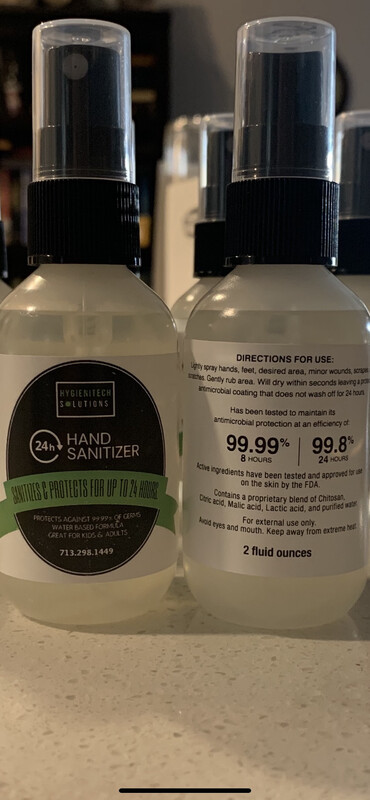 HYGIENITECH
SOLUTIONS
24h
HAND
SANITIZER
SANITIZES & PROTECTS FOR UP TO 24 HOURS
PROTECTS AGAINST 99.99% OF GERMS
WATER BASED FORMULA
GREAT FOR KIDS & ADULTS
713.298.1449
DIRECTIONS FOR USE:
Lightly spray hands, feet, desired area, minor wounds,
Gently rub area. Will dry within seconds leaving a
antimicrobial coating that does not wash off for 24 hours.
Has been tested to maintain its
antimicrobial protection at an efficiency of:
99.99% | 99.8%
8 HOURS 24 HOURS
Active ingredients have been tested and approved for use
on the skin by the FDA.
Contains a proprietary blend of Chitosan,
Citric acid, Malic acid, Lactic acid, and purified water.
For external use only.
Avoid eyes and mouth. Keep away from extreme heat.
2 fluid ounces